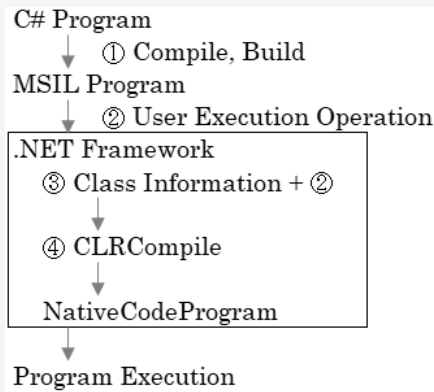 C# Program
① Compile, Build
MSIL Program
② User Execution Operation
.NET Framework
③ Class Information + ②
④ CLRCompile
NativeCodeProgram
Program Execution